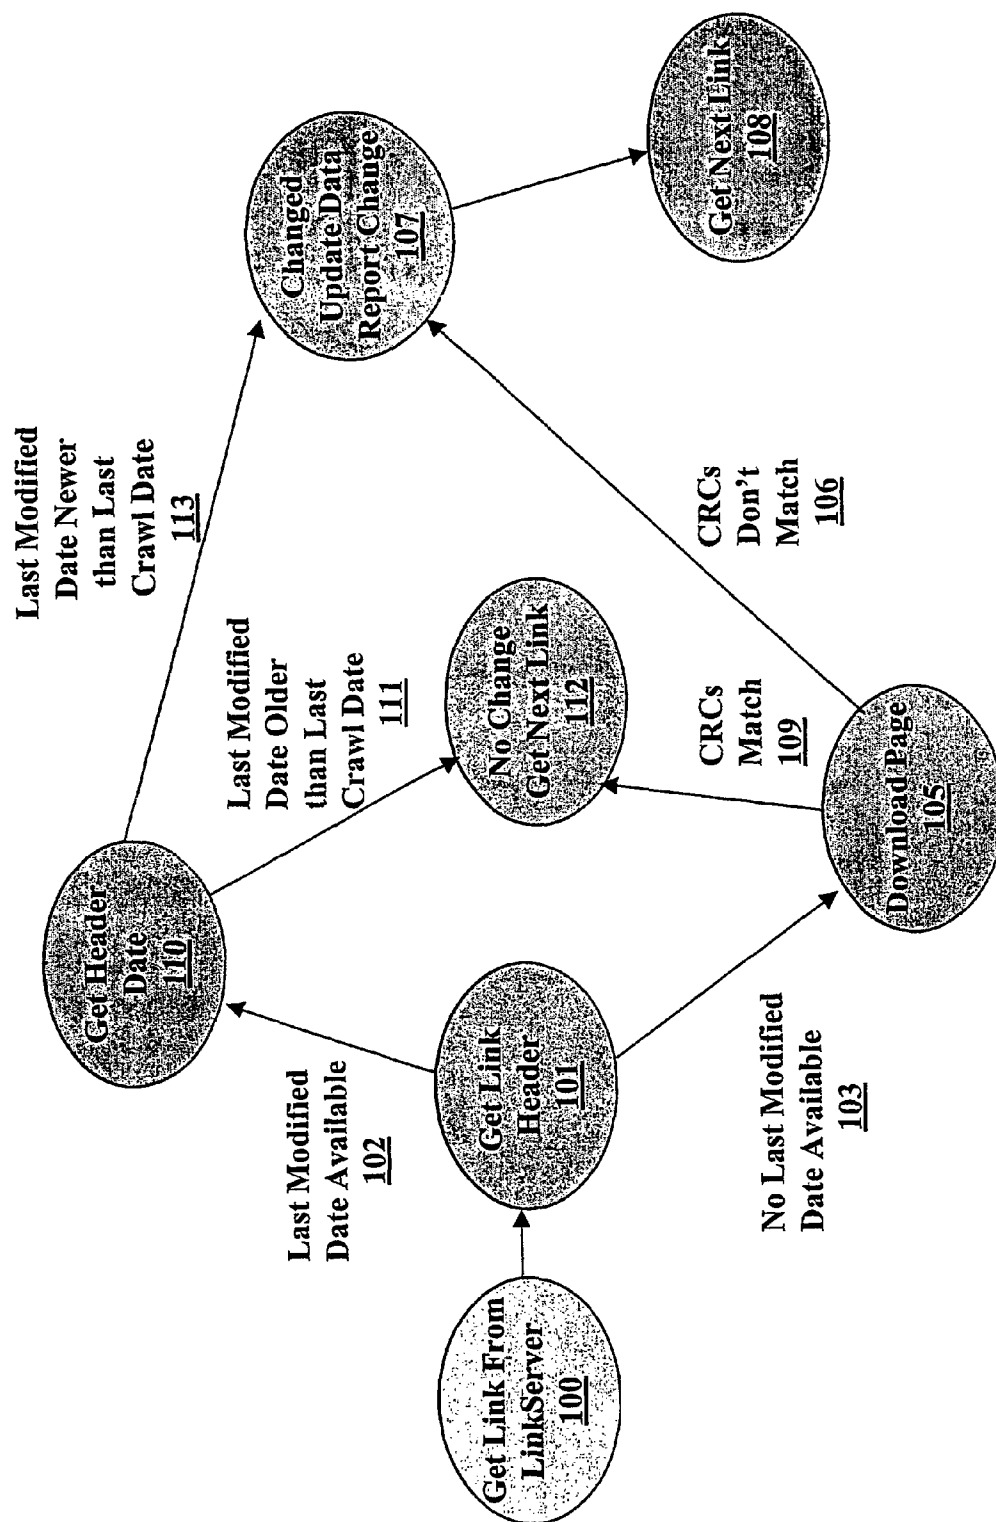 Get Link From
LinkServer
100
Get Link
Header
101
Last Modified
Date Available
102
No Last Modified
Date Available
103
Get Header
Date
110
Download Page
105
Last Modified
Date Older
than Last
Crawl Date
111
Last Modified
Date Newer
than Last
Crawl Date
113
No Change
Get Next Link
112
CRCs
Match
109
CRCs
Don't
Match
106
Changed
Update Data
Report Change
107
Get Next Links
108